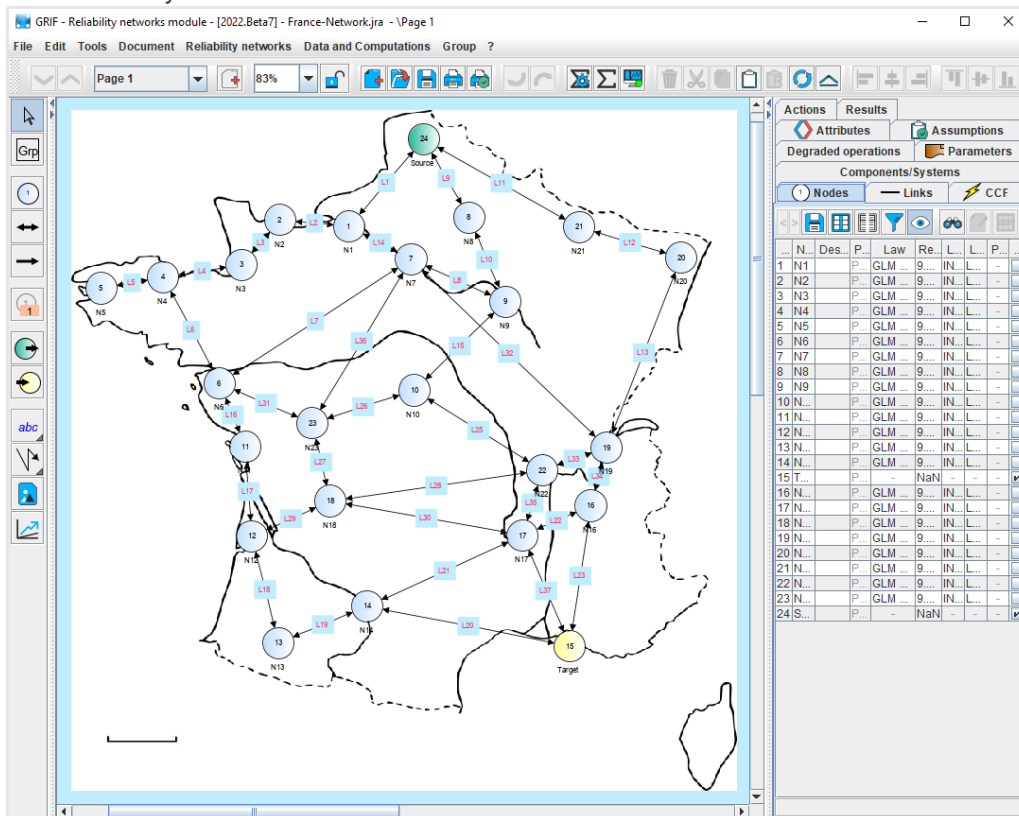 GRIF - Reliability networks module - [2022.Beta7] - France-Network.jra - \Page 1
File Edit Tools Document Reliability networks Data and Computations Group ?
Page 1 83%
Grp
1
1
1
abc
24
Source
L1
L9
L11
2
N2
L2
1
N1
L14
8
N8
21
N21
L12
20
N20
L3
3
N3
7
N7
L10
L4
4
N4
L5
5
N5
L8
9
N9
L6
L7
L36
L15
L32
L13
6
N6
L16
L31
23
N23
L26
10
N10
L25
11
L27
22
N22
L33
19
N19
L34
L17
18
N18
L28
L35
L29
L30
16
N16
L22
12
N12
17
N17
L21
L23
L18
L37
14
N14
L19
L20
13
N13
15
Target
Actions Results
Attributes Assumptions
Degraded operations Parameters
Components/Systems
1 Nodes Links CCF
... N... Des... P... Law Re... L... L... P... ...
1 N1 P... GLM ... 9.... IN... L... -
2 N2 P... GLM ... 9.... IN... L... -
3 N3 P... GLM ... 9.... IN... L... -
4 N4 P... GLM ... 9.... IN... L... -
5 N5 P... GLM ... 9.... IN... L... -
6 N6 P... GLM ... 9.... IN... L... -
7 N7 P... GLM ... 9.... IN... L... -
8 N8 P... GLM ... 9.... IN... L... -
9 N9 P... GLM ... 9.... IN... L... -
10 N... P... GLM ... 9.... IN... L... -
11 N... P... GLM ... 9.... IN... L... -
12 N... P... GLM ... 9.... IN... L... -
13 N... P... GLM ... 9.... IN... L... -
14 N... P... GLM ... 9.... IN... L... -
15 T... P... - NaN - - -
16 N... P... GLM ... 9.... IN... L... -
17 N... P... GLM ... 9.... IN... L... -
18 N... P... GLM ... 9.... IN... L... -
19 N... P... GLM ... 9.... IN... L... -
20 N... P... GLM ... 9.... IN... L... -
21 N... P... GLM ... 9.... IN... L... -
22 N... P... GLM ... 9.... IN... L... -
23 N... P... GLM ... 9.... IN... L... -
24 S... P... - NaN - - -